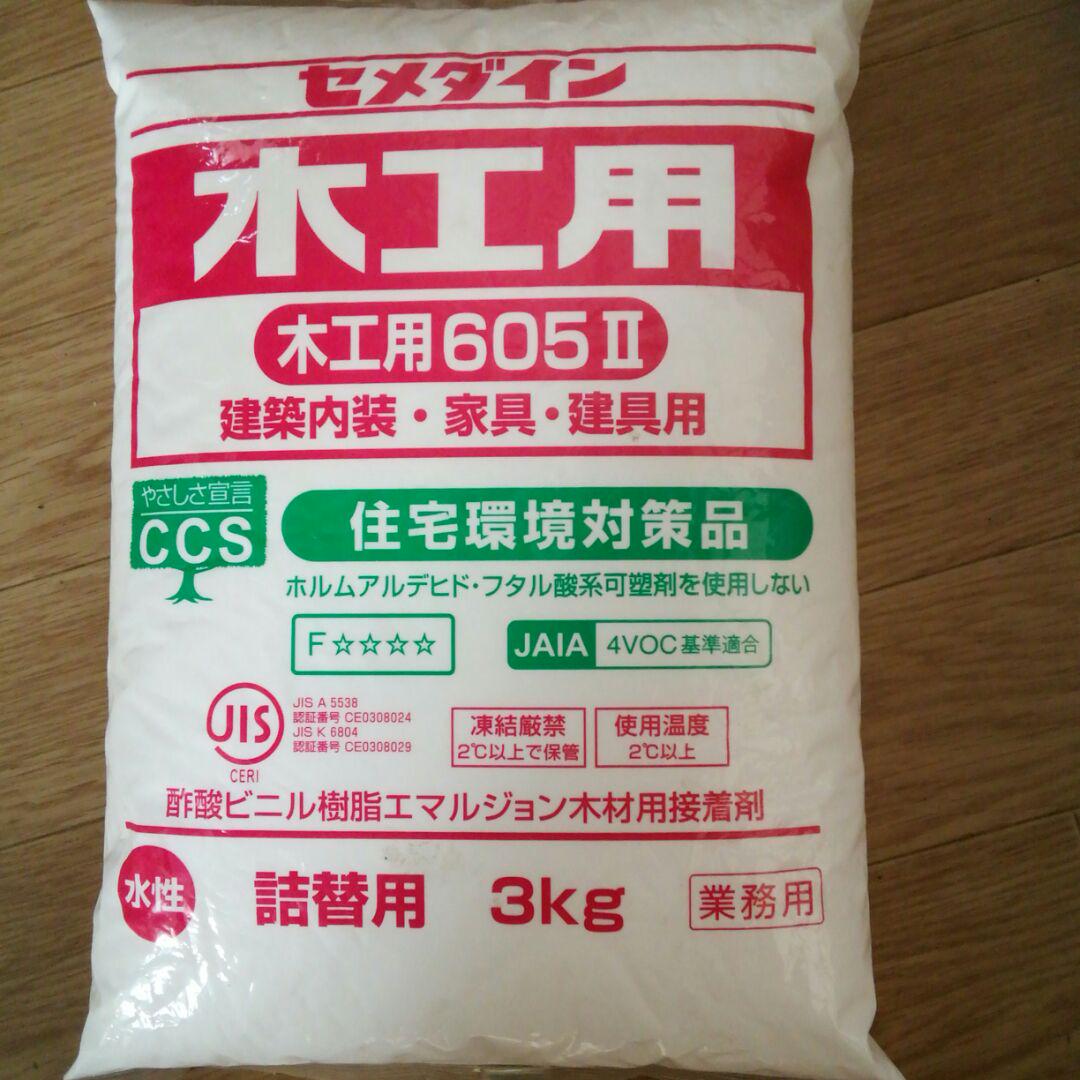 セメダイン
木工用
木工用605Ⅱ
建築内装・家具・建具用
やさしさ宣言
CCS
住宅環境対策品
ホルムアルデヒド・フタル酸系可塑剤を使用しない
F☆☆☆☆
JAIA 4VOC基準適合
JIS
CERI
JIS A 5538
認証番号 CE0308024
JIS K 6804
認証番号 CE0308029
凍結厳禁
2℃以上で保管
使用温度
2℃以上
酢酸ビニル樹脂エマルジョン木材用接着剤
水性
詰替用 3kg
業務用